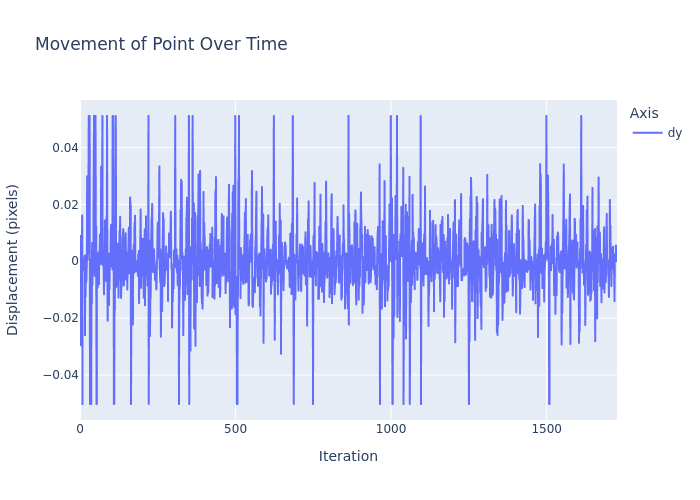 Movement of Point Over Time
Axis
dy
0.04
0.02
0
−0.02
−0.04
Displacement (pixels)
0
500
1000
1500
Iteration